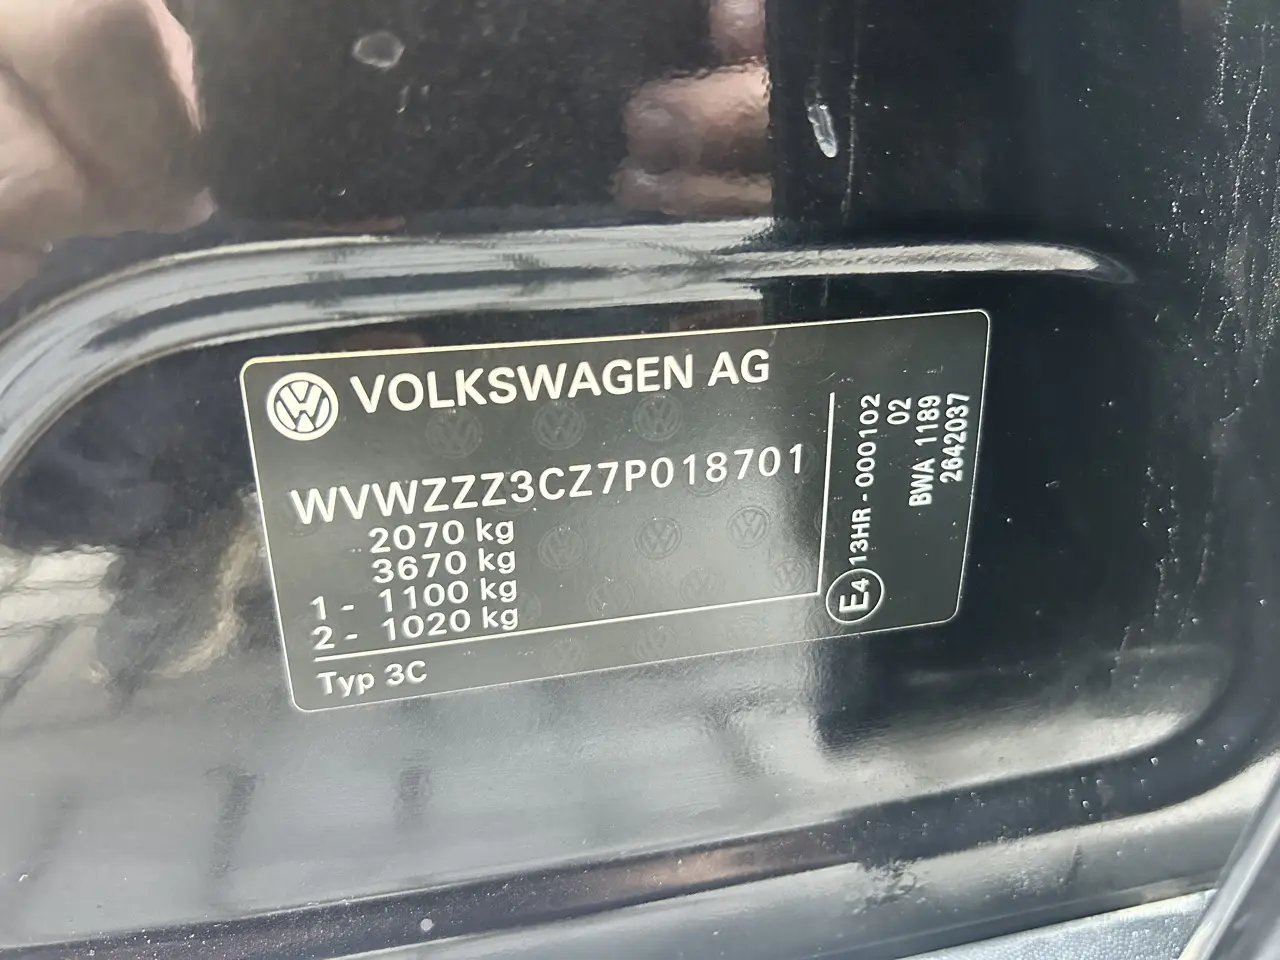 VOLKSWAGEN AG
WVWZZZ3CZ7P018701
2070 kg
3670 kg
1 - 1100 kg
2 - 1020 kg
Typ 3C
E4 13HR - 000102
02
BWA 1189
2642037